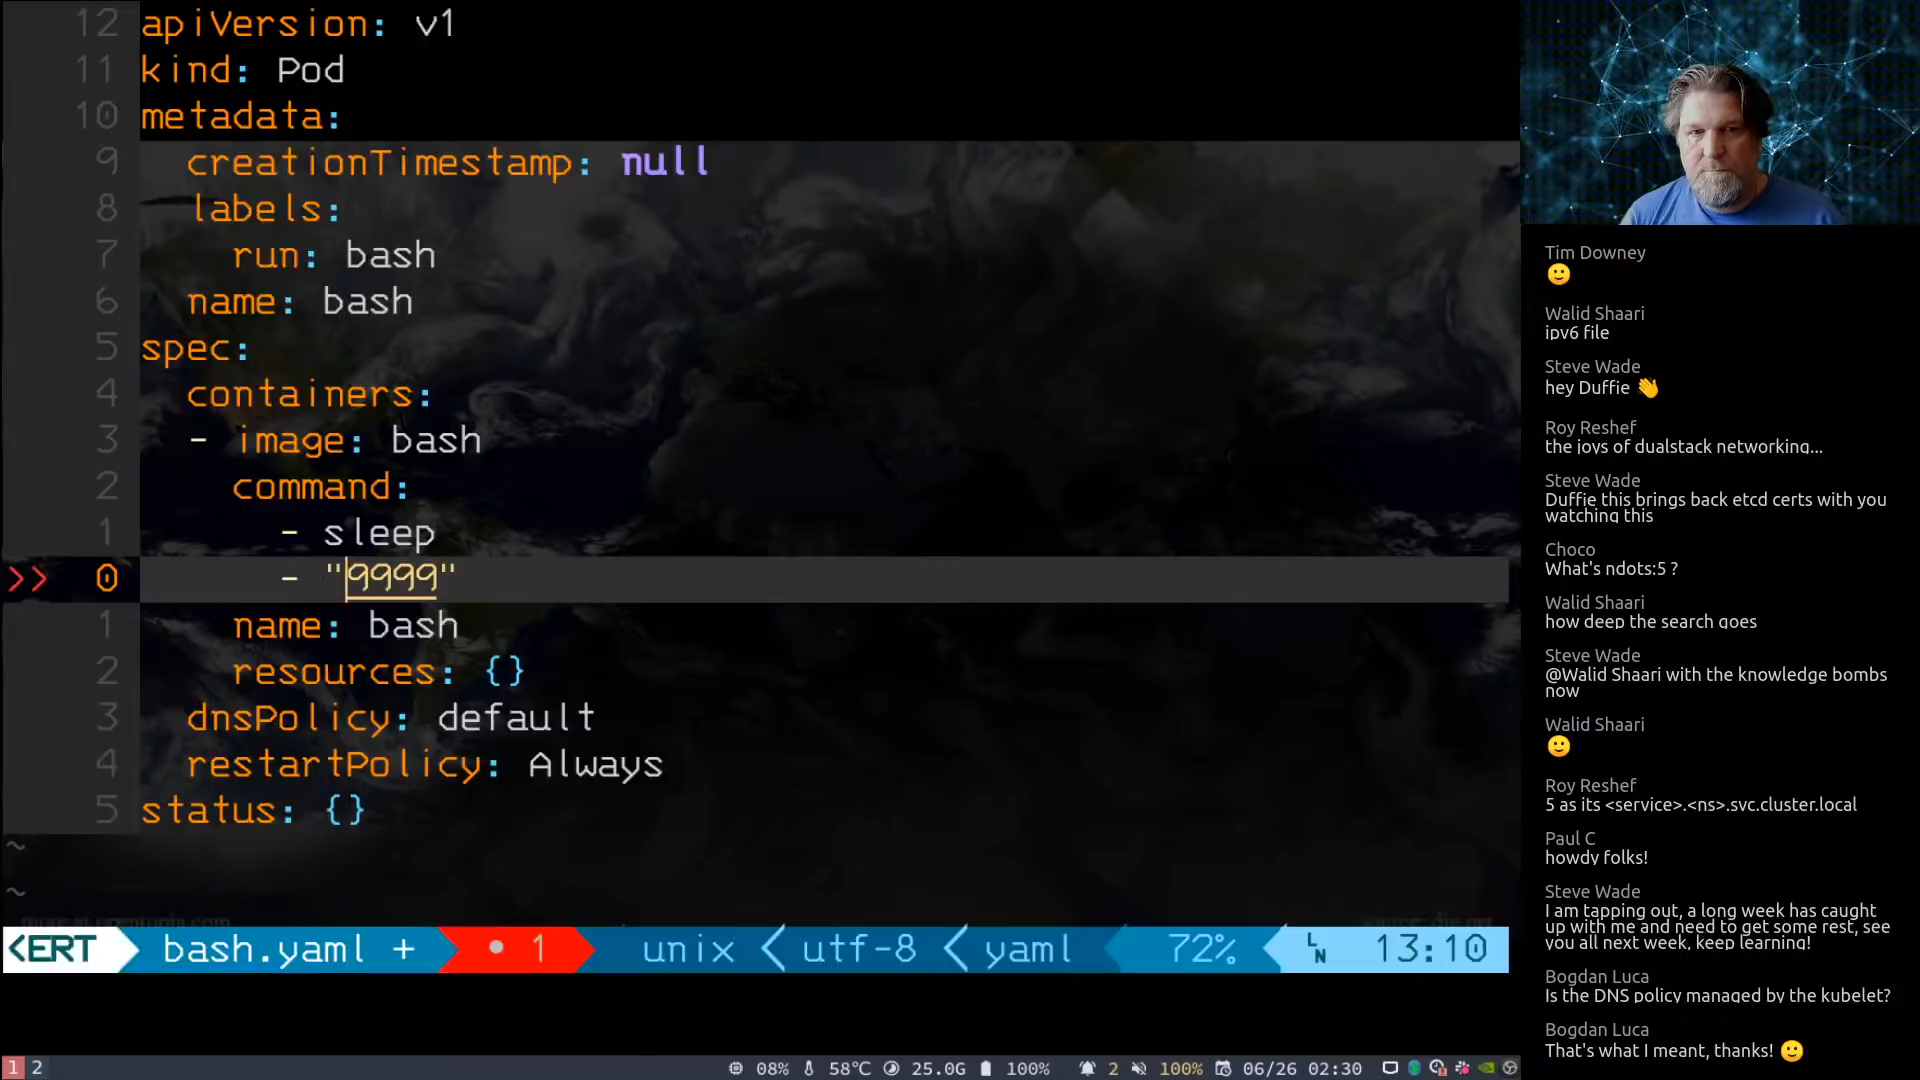 12 apiVersion: v1
11 kind: Pod
10 metadata:
9 creationTimestamp: null
8 labels:
7 run: bash
6 name: bash
5 spec:
4 containers:
3 - image: bash
2 command:
1 - sleep
>> 0 - "9999"
1 name: bash
2 resources: {}
3 dnsPolicy: default
4 restartPolicy: Always
5 status: {}
~
~
<ERT bash.yaml + • 1 unix < utf-8 < yaml 72% LN 13:10
1 2 08% 58°C 25.0G 100% 2 100% 06/26 02:30
Tim Downey
🙂
Walid Shaari
ipv6 file
Steve Wade
hey Duffie 👋
Roy Reshef
the joys of dualstack networking...
Steve Wade
Duffie this brings back etcd certs with you
watching this
Choco
What's ndots:5 ?
Walid Shaari
how deep the search goes
Steve Wade
@Walid Shaari with the knowledge bombs
now
Walid Shaari
🙂
Roy Reshef
5 as its <service>.<ns>.svc.cluster.local
Paul C
howdy folks!
Steve Wade
I am tapping out, a long week has caught
up with me and need to get some rest, see
you all next week, keep learning!
Bogdan Luca
Is the DNS policy managed by the kubelet?
Bogdan Luca
That's what I meant, thanks! 🙂